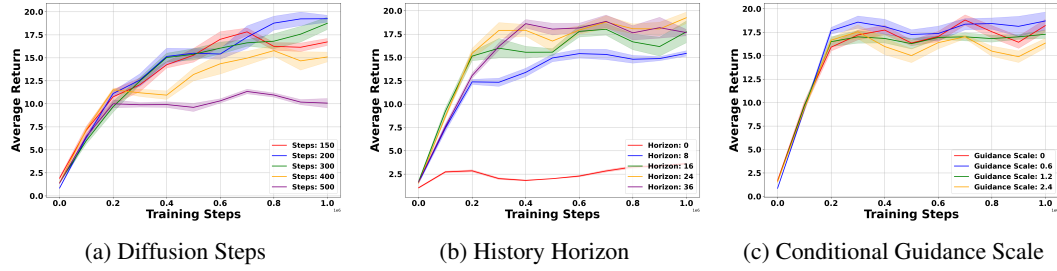 20.0
17.5
15.0
12.5
10.0
7.5
5.0
2.5
0.0
Average Return
0.0 0.2 0.4 0.6 0.8 1.0
1e6
Training Steps
Steps: 150
Steps: 200
Steps: 300
Steps: 400
Steps: 500
(a) Diffusion Steps
20.0
17.5
15.0
12.5
10.0
7.5
5.0
2.5
Average Return
0.0 0.2 0.4 0.6 0.8 1.0
1e6
Training Steps
Horizon: 0
Horizon: 8
Horizon: 16
Horizon: 24
Horizon: 36
(b) History Horizon
20.0
17.5
15.0
12.5
10.0
7.5
5.0
2.5
0.0
Average Return
0.0 0.2 0.4 0.6 0.8 1.0
1e6
Training Steps
Guidance Scale: 0
Guidance Scale: 0.6
Guidance Scale: 1.2
Guidance Scale: 2.4
(c) Conditional Guidance Scale